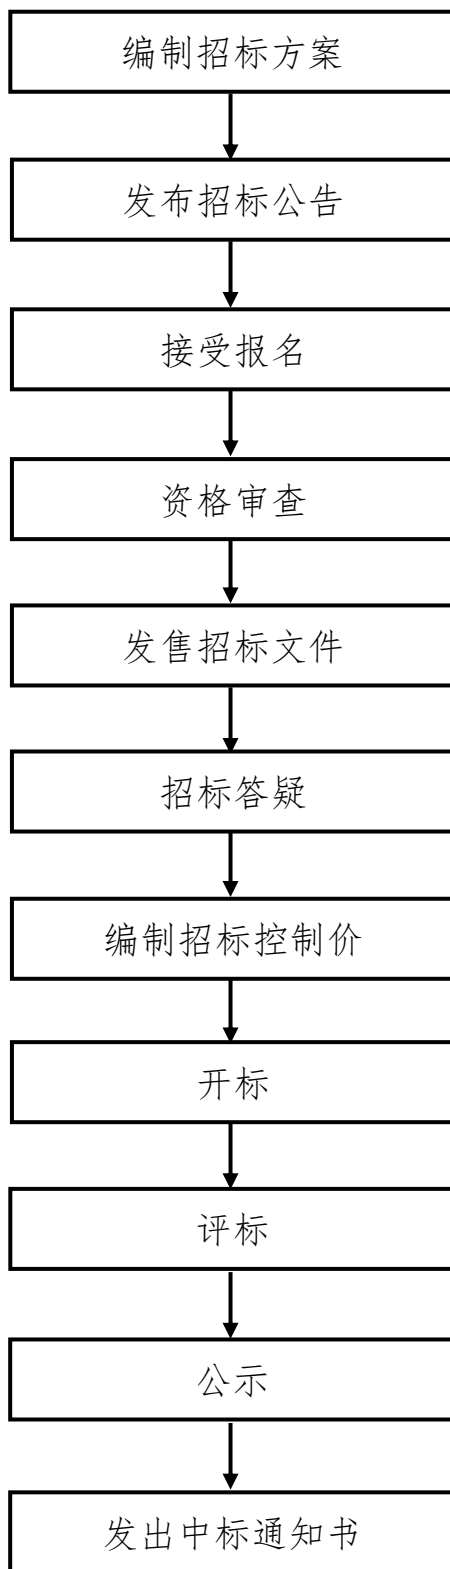 编制招标方案
发布招标公告
接受报名
资格审查
发售招标文件
招标答疑
编制招标控制价
开标
评标
公示
发出中标通知书